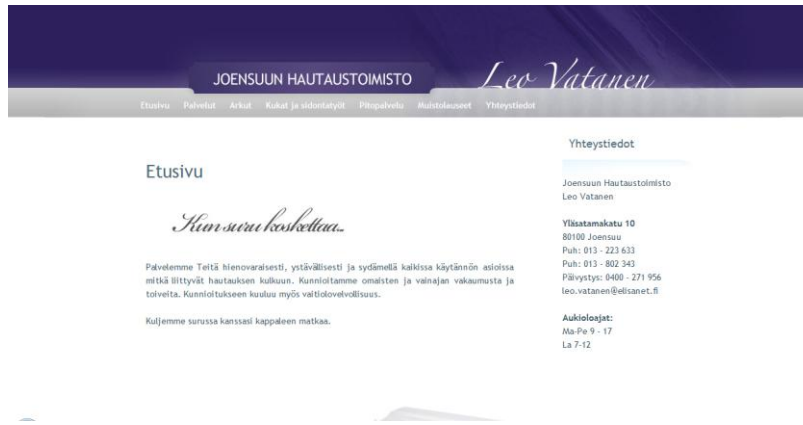 JOENSUUN HAUTAUSTOIMISTO
Leo Vatanen
Etusivu Palvelut Arkut Kukat ja sidontatyöt Pitopalvelu Muistolauseet Yhteystiedot
Etusivu
Kun suru koskettaa...
Palvelemme Teitä hienovaraisesti, ystävällisesti ja sydämellä kaikissa käytännön asioissa
mitkä liittyvät hautauksen kulkuun. Kunnioitamme omaisten ja vainajan vakaumusta ja
toiveita. Kunnioitukseen kuuluu myös vaitiolovelvollisuus.
Kuljemme surussa kanssasi kappaleen matkaa.
Yhteystiedot
Joensuun Hautaustoimisto
Leo Vatanen
Yläsatamakatu 10
80100 Joensuu
Puh: 013 - 223 633
Puh: 013 - 802 343
Päivystys: 0400 - 271 956
leo.vatanen@elisanet.fi
Aukioloajat:
Ma-Pe 9 - 17
La 7-12